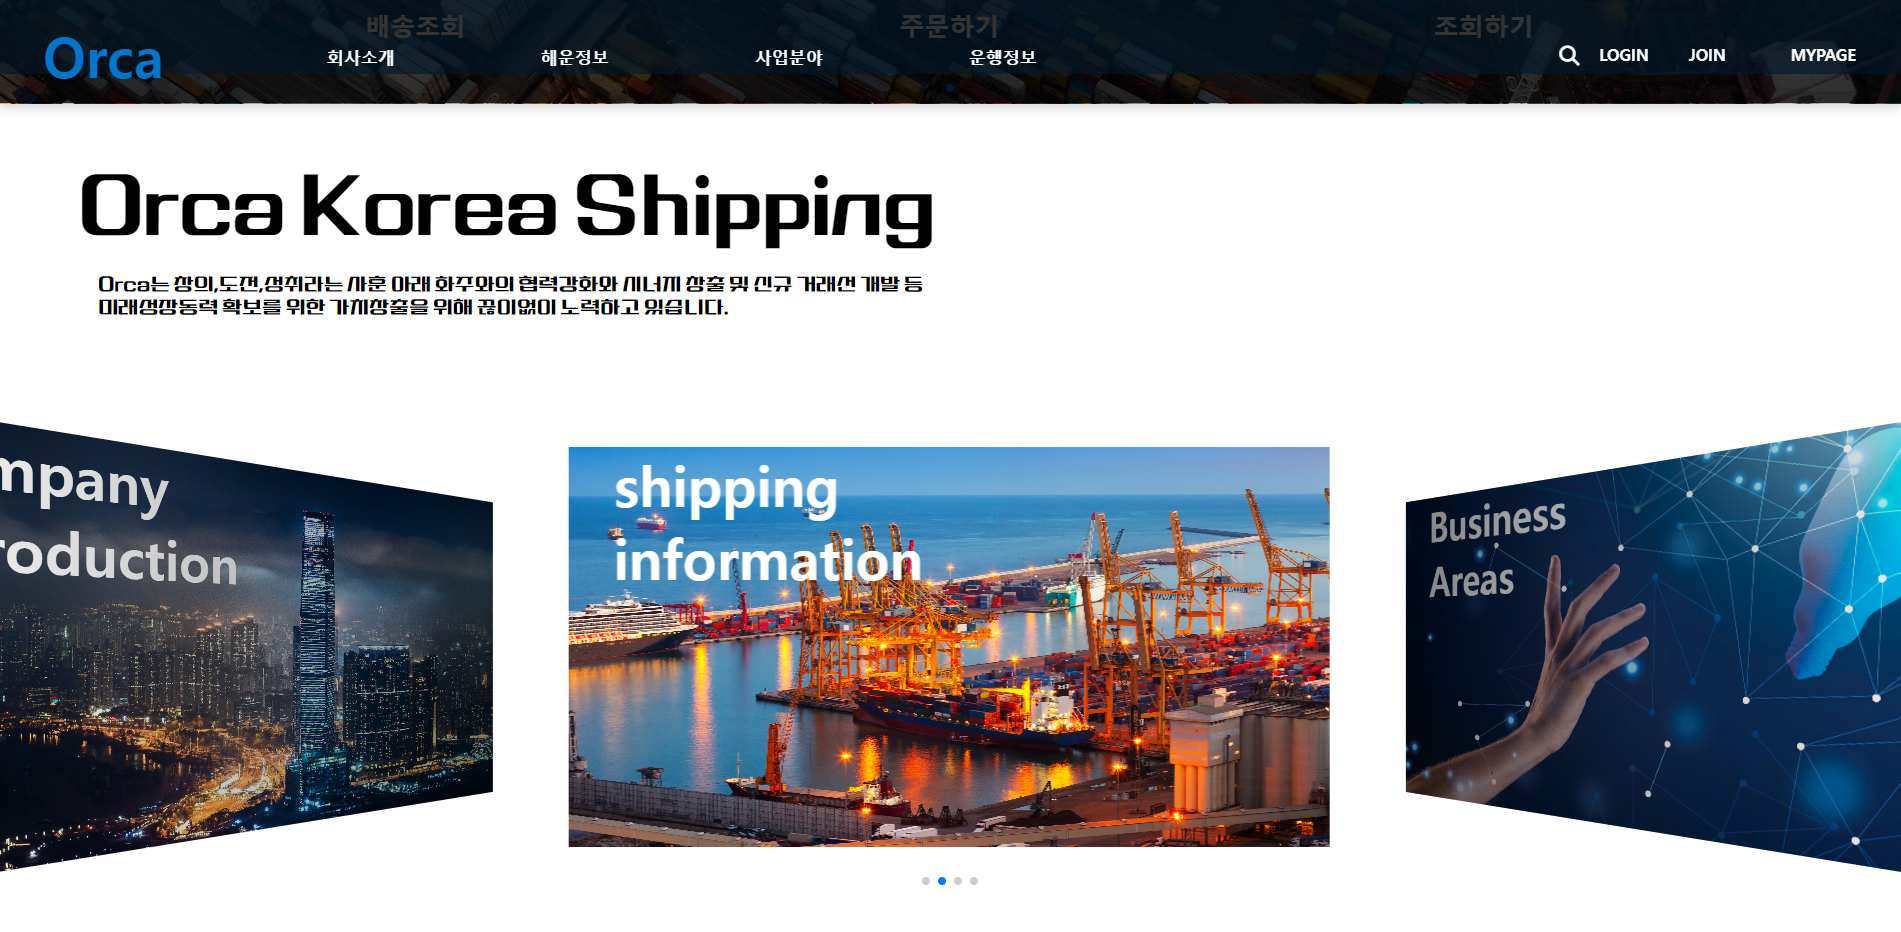 배송조회 주문하기 조회하기
Orca 회사소개 해운정보 사업분야 운행정보 LOGIN JOIN MYPAGE
Orca Korea Shipping
Orca는 창의,도전,성취라는 사훈 아래 화주와의 협력강화와 시너지 창출 및 신규 거래선 개발 등
미래성장동력 확보를 위한 가치창출을 위해 끊이없이 노력하고 있습니다.
mpany
roduction
shipping
information
Business
Areas